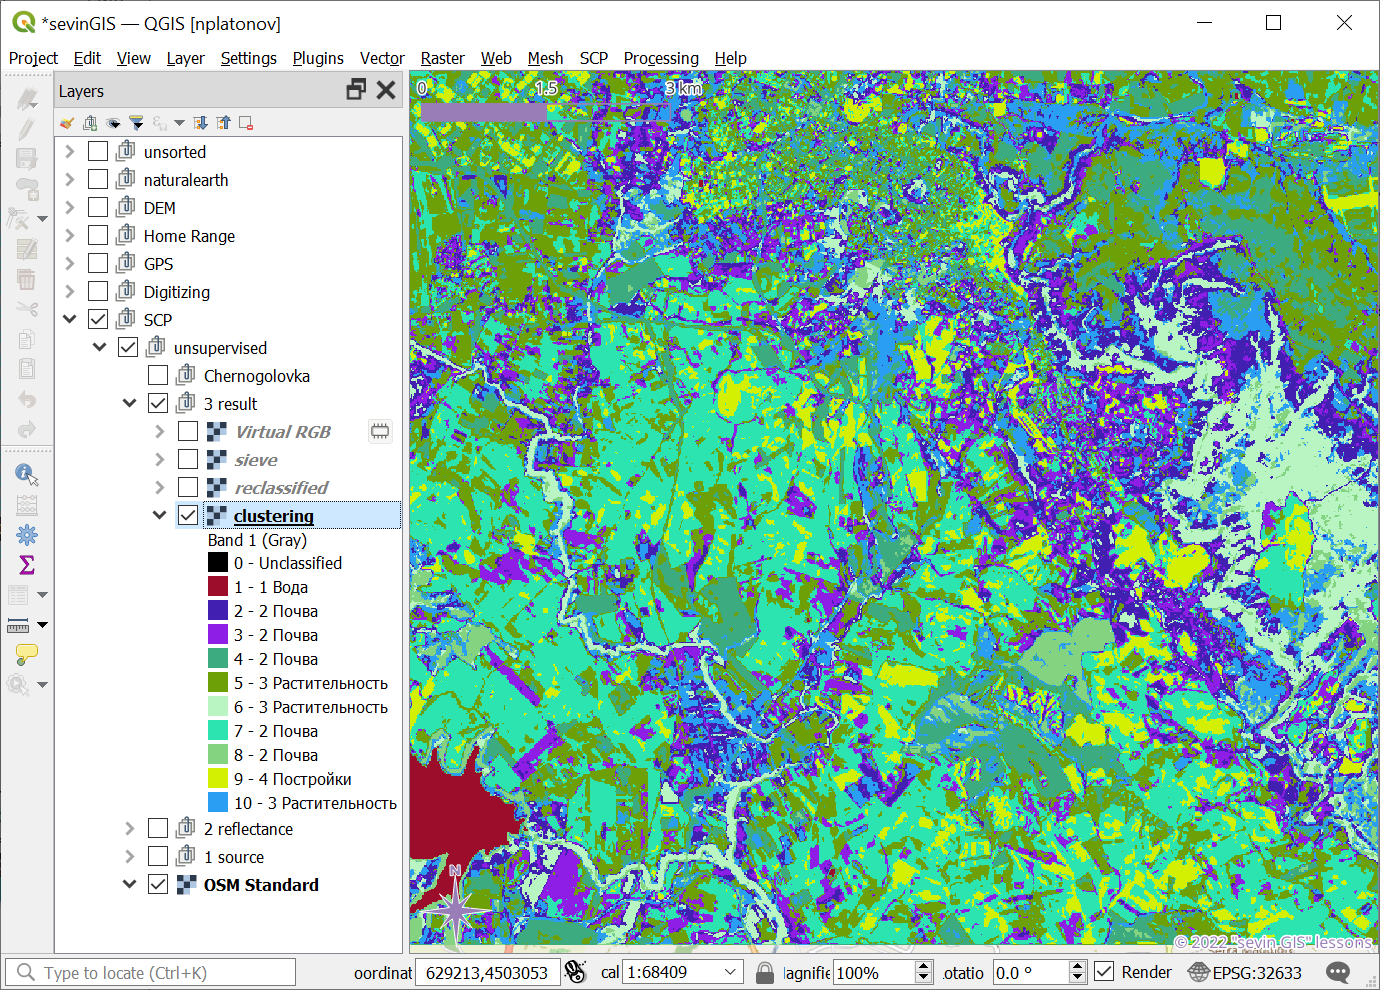 *sevinGIS — QGIS [nplatonov]
Project Edit View Layer Settings Plugins Vector Raster Web Mesh SCP Processing Help
Layers
0 1.5 3 km
unsorted
naturalearth
DEM
Home Range
GPS
Digitizing
SCP
unsupervised
Chernogolovka
3 result
Virtual RGB
sieve
reclassified
clustering
Band 1 (Gray)
0 - Unclassified
1 - 1 Вода
2 - 2 Почва
3 - 2 Почва
4 - 2 Почва
5 - 3 Растительность
6 - 3 Растительность
7 - 2 Почва
8 - 2 Почва
9 - 4 Постройки
10 - 3 Растительность
2 reflectance
1 source
OSM Standard
N
© 2022 "sevin GIS" lessons
Type to locate (Ctrl+K) oordinat 629213,4503053 cal 1:68409 lagnifie 100% otatio 0.0 ° Render EPSG:32633